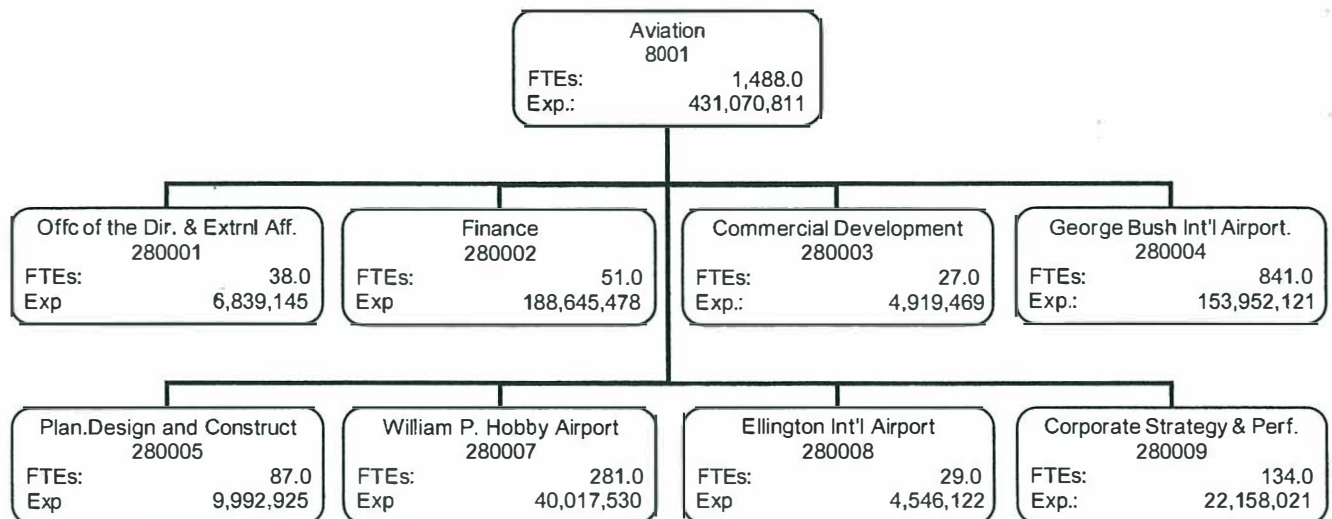 Aviation
8001
FTEs: 1,488.0
Exp.: 431,070,811
Offc of the Dir. & Extrnl Aff.
280001
FTEs: 38.0
Exp 6,839,145
Finance
280002
FTEs: 51.0
Exp 188,645,478
Commercial Development
280003
FTEs: 27.0
Exp.: 4,919,469
George Bush Int'l Airport.
280004
FTEs: 841.0
Exp.: 153,952,121
Plan.Design and Construct
280005
FTEs: 87.0
Exp 9,992,925
William P. Hobby Airport
280007
FTEs: 281.0
Exp 40,017,530
Ellington Int'l Airport
280008
FTEs: 29.0
Exp 4,546,122
Corporate Strategy & Perf.
280009
FTEs: 134.0
Exp.: 22,158,021